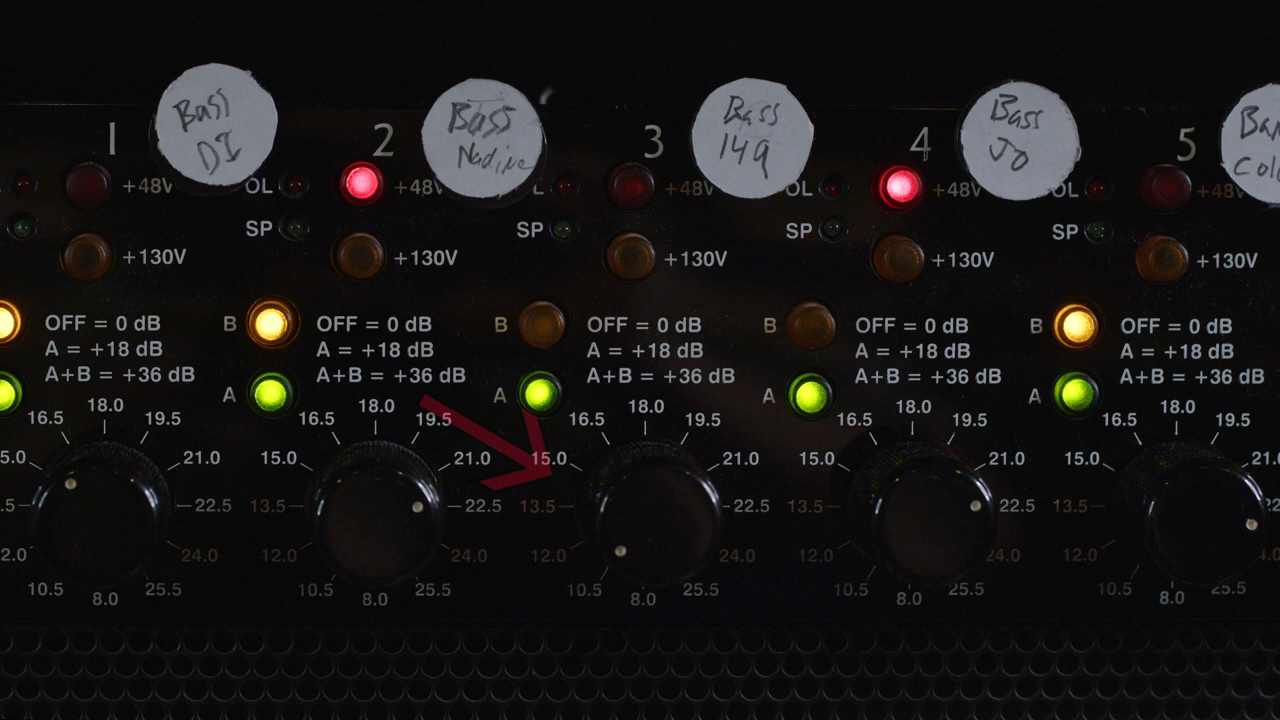 Bass
DI
Bass
Nadine
Bass
149
Bass
JO
1
2
3
4
5
+48V
OL
+48V
+48V
OL
+48V
OL
+48V
SP
SP
SP
SP
+130V
+130V
+130V
+130V
+130V
OFF = 0 dB
A = +18 dB
A+B = +36 dB
B
OFF = 0 dB
A = +18 dB
A
A+B = +36 dB
B
OFF = 0 dB
A = +18 dB
A
A+B = +36 dB
B
OFF = 0 dB
A = +18 dB
A
A+B = +36 dB
B
OFF = 0 dB
A = +18 dB
A
A+B = +36 dB
16.5 18.0 19.5
21.0
22.5
24.0
10.5 8.0 25.5
16.5 18.0 19.5
15.0 21.0
13.5 22.5
12.0 24.0
10.5 8.0 25.5
16.5 18.0 19.5
15.0 21.0
13.5 22.5
12.0 24.0
10.5 8.0 25.5
16.5 18.0 19.5
15.0 21.0
13.5 22.5
12.0 24.0
10.5 8.0 25.5
16.5 18.0 19.5
15.0 21.0
13.5
12.0
10.5 8.0 25.5